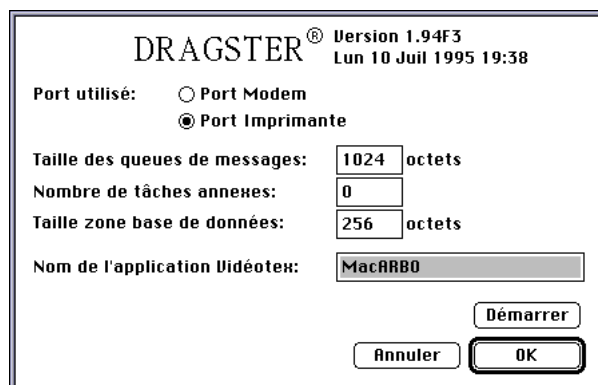 DRAGSTER® Version 1.94F3
Lun 10 Juil 1995 19:38
Port utilisé: Port Modem
Port Imprimante
Taille des queues de messages: 1024 octets
Nombre de tâches annexes: 0
Taille zone base de données: 256 octets
Nom de l'application Vidéotex: MacARBO
Démarrer
Annuler OK